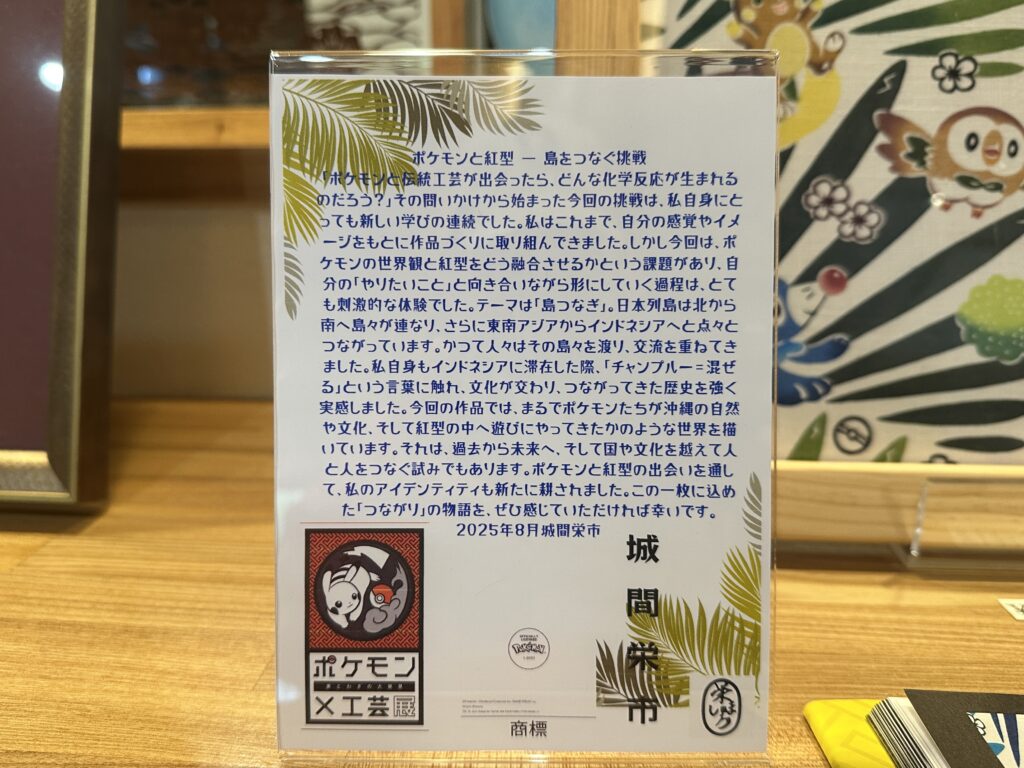 ポケモンと紅型 ― 島をつなぐ挑戦
「ポケモンと伝統工芸が出会ったら、どんな化学反応が生まれる
のだろう？」その問いかけから始まった今回の挑戦は、私自身にと
っても新しい学びの連続でした。私はこれまで、自分の感覚やイメ
ージをもとに作品づくりに取り組んできました。しかし今回は、ポ
ケモンの世界観と紅型をどう融合させるかという課題があり、自
分の「やりたいこと」と向き合いながら形にしていく過程は、とて
も刺激的な体験でした。テーマは「島つなぎ」。日本列島は北から
南へ島々が連なり、さらに東南アジアからインドネシアへと点々と
つながっています。かつて人々はその島々を渡り、交流を重ねてき
ました。私自身もインドネシアに滞在した際、「チャンプルー＝混ぜ
る」という言葉に触れ、文化が交わり、つながってきた歴史を強く
実感しました。今回の作品では、まるでポケモンたちが沖縄の自然
や文化、そして紅型の中へ遊びにやってきたかのような世界を描
いています。それは、過去から未来へ、そして国や文化を越えて人
と人をつなぐ試みでもあります。ポケモンと紅型の出会いを通し
て、私のアイデンティティも新たに耕されました。この一枚に込め
た「つながり」の物語を、ぜひ感じていただければ幸いです。
2025年8月城間栄市
城間栄市
ポケモン
×工芸展
OFFICIALLY LICENSED
Pokémon
商標